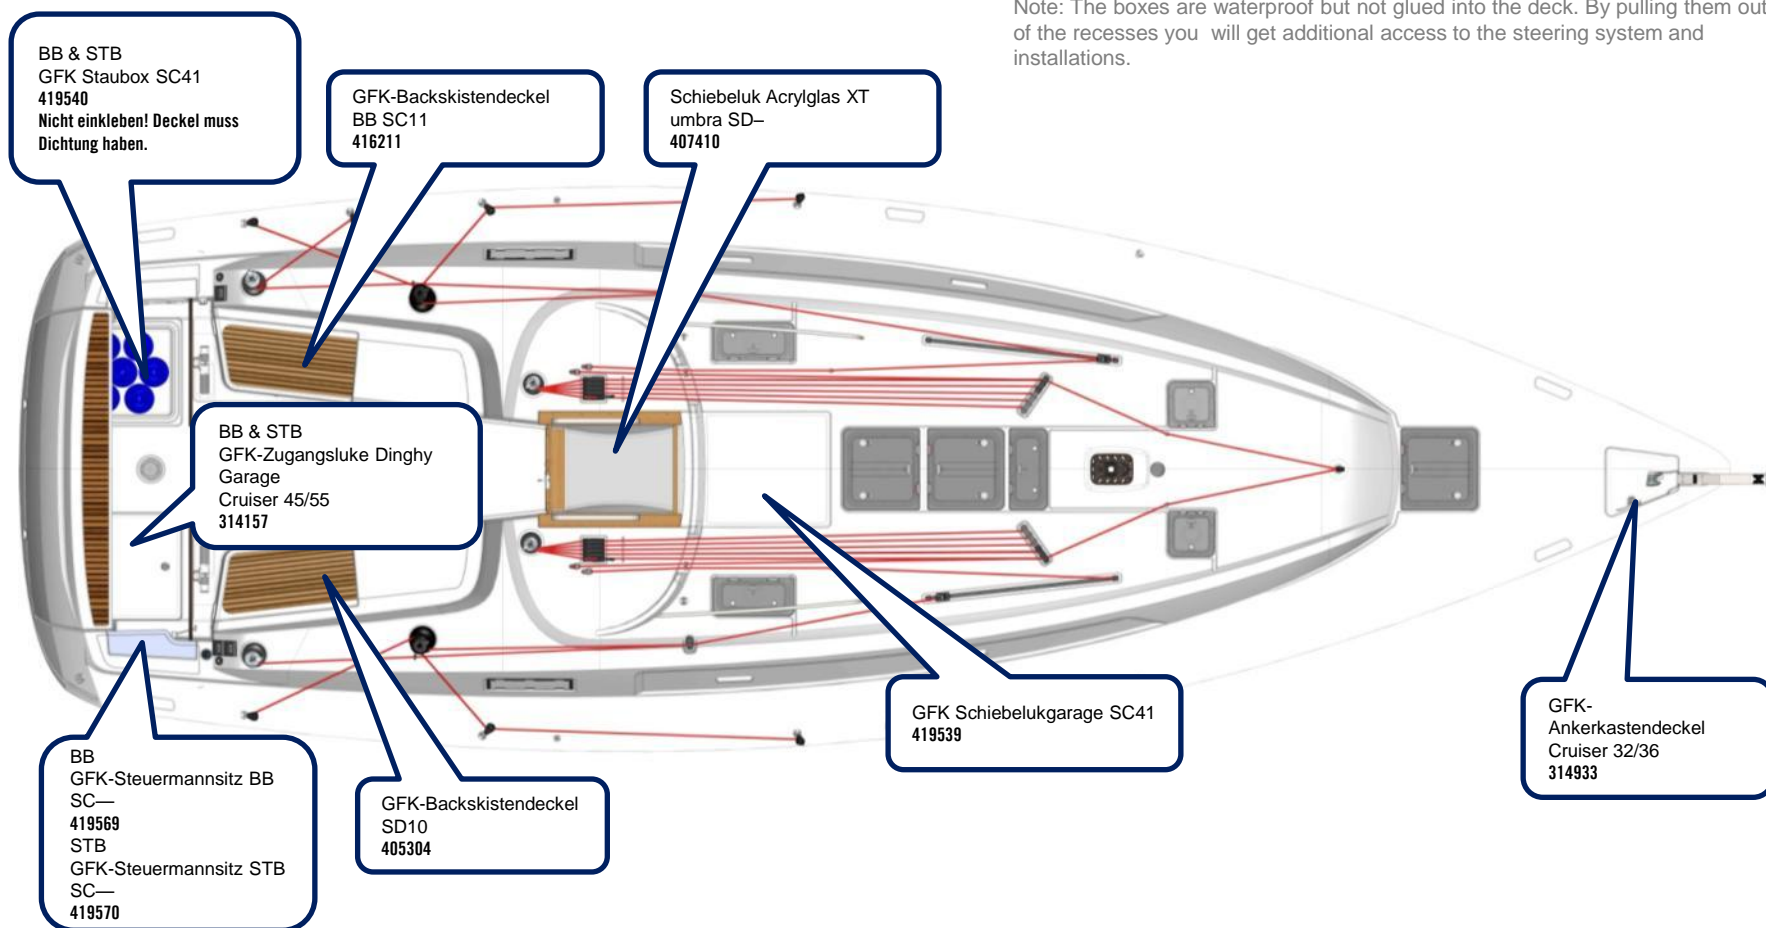 Note: The boxes are waterproof but not glued into the deck. By pulling them out
of the recesses you will get additional access to the steering system and
installations.
BB & STB
GFK Staubox SC41
419540
Nicht einkleben! Deckel muss
Dichtung haben.
GFK-Backskistendeckel
BB SC11
416211
Schiebeluk Acrylglas XT
umbra SD–
407410
BB & STB
GFK-Zugangsluke Dinghy
Garage
Cruiser 45/55
314157
BB
GFK-Steuermannsitz BB
SC—
419569
STB
GFK-Steuermannsitz STB
SC—
419570
GFK-Backskistendeckel
SD10
405304
GFK Schiebelukgarage SC41
419539
GFK-
Ankerkastendeckel
Cruiser 32/36
314933